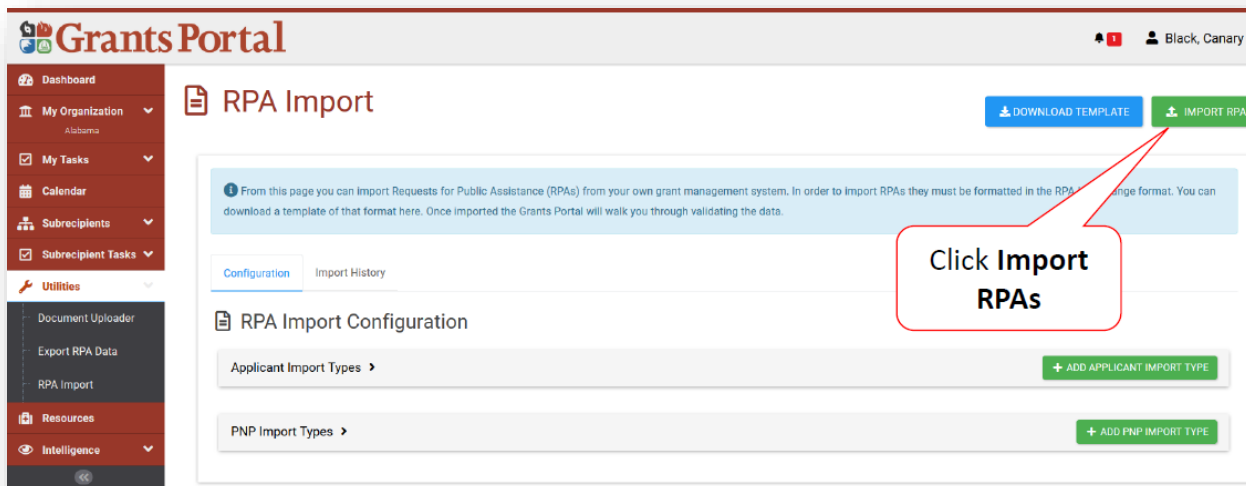 Grants Portal
1
Black, Canary
Dashboard
My Organization
Alabama
My Tasks
Calendar
Subrecipients
Subrecipient Tasks
Utilities
Document Uploader
Export RPA Data
RPA Import
Resources
Intelligence
RPA Import
DOWNLOAD TEMPLATE
IMPORT RPA
From this page you can import Requests for Public Assistance (RPAs) from your own grant management system. In order to import RPAs they must be formatted in the RPA ange format. You can
download a template of that format here. Once imported the Grants Portal will walk you through validating the data.
Click Import
RPAs
Configuration
Import History
RPA Import Configuration
Applicant Import Types
+ ADD APPLICANT IMPORT TYPE
PNP Import Types
+ ADD PNP IMPORT TYPE